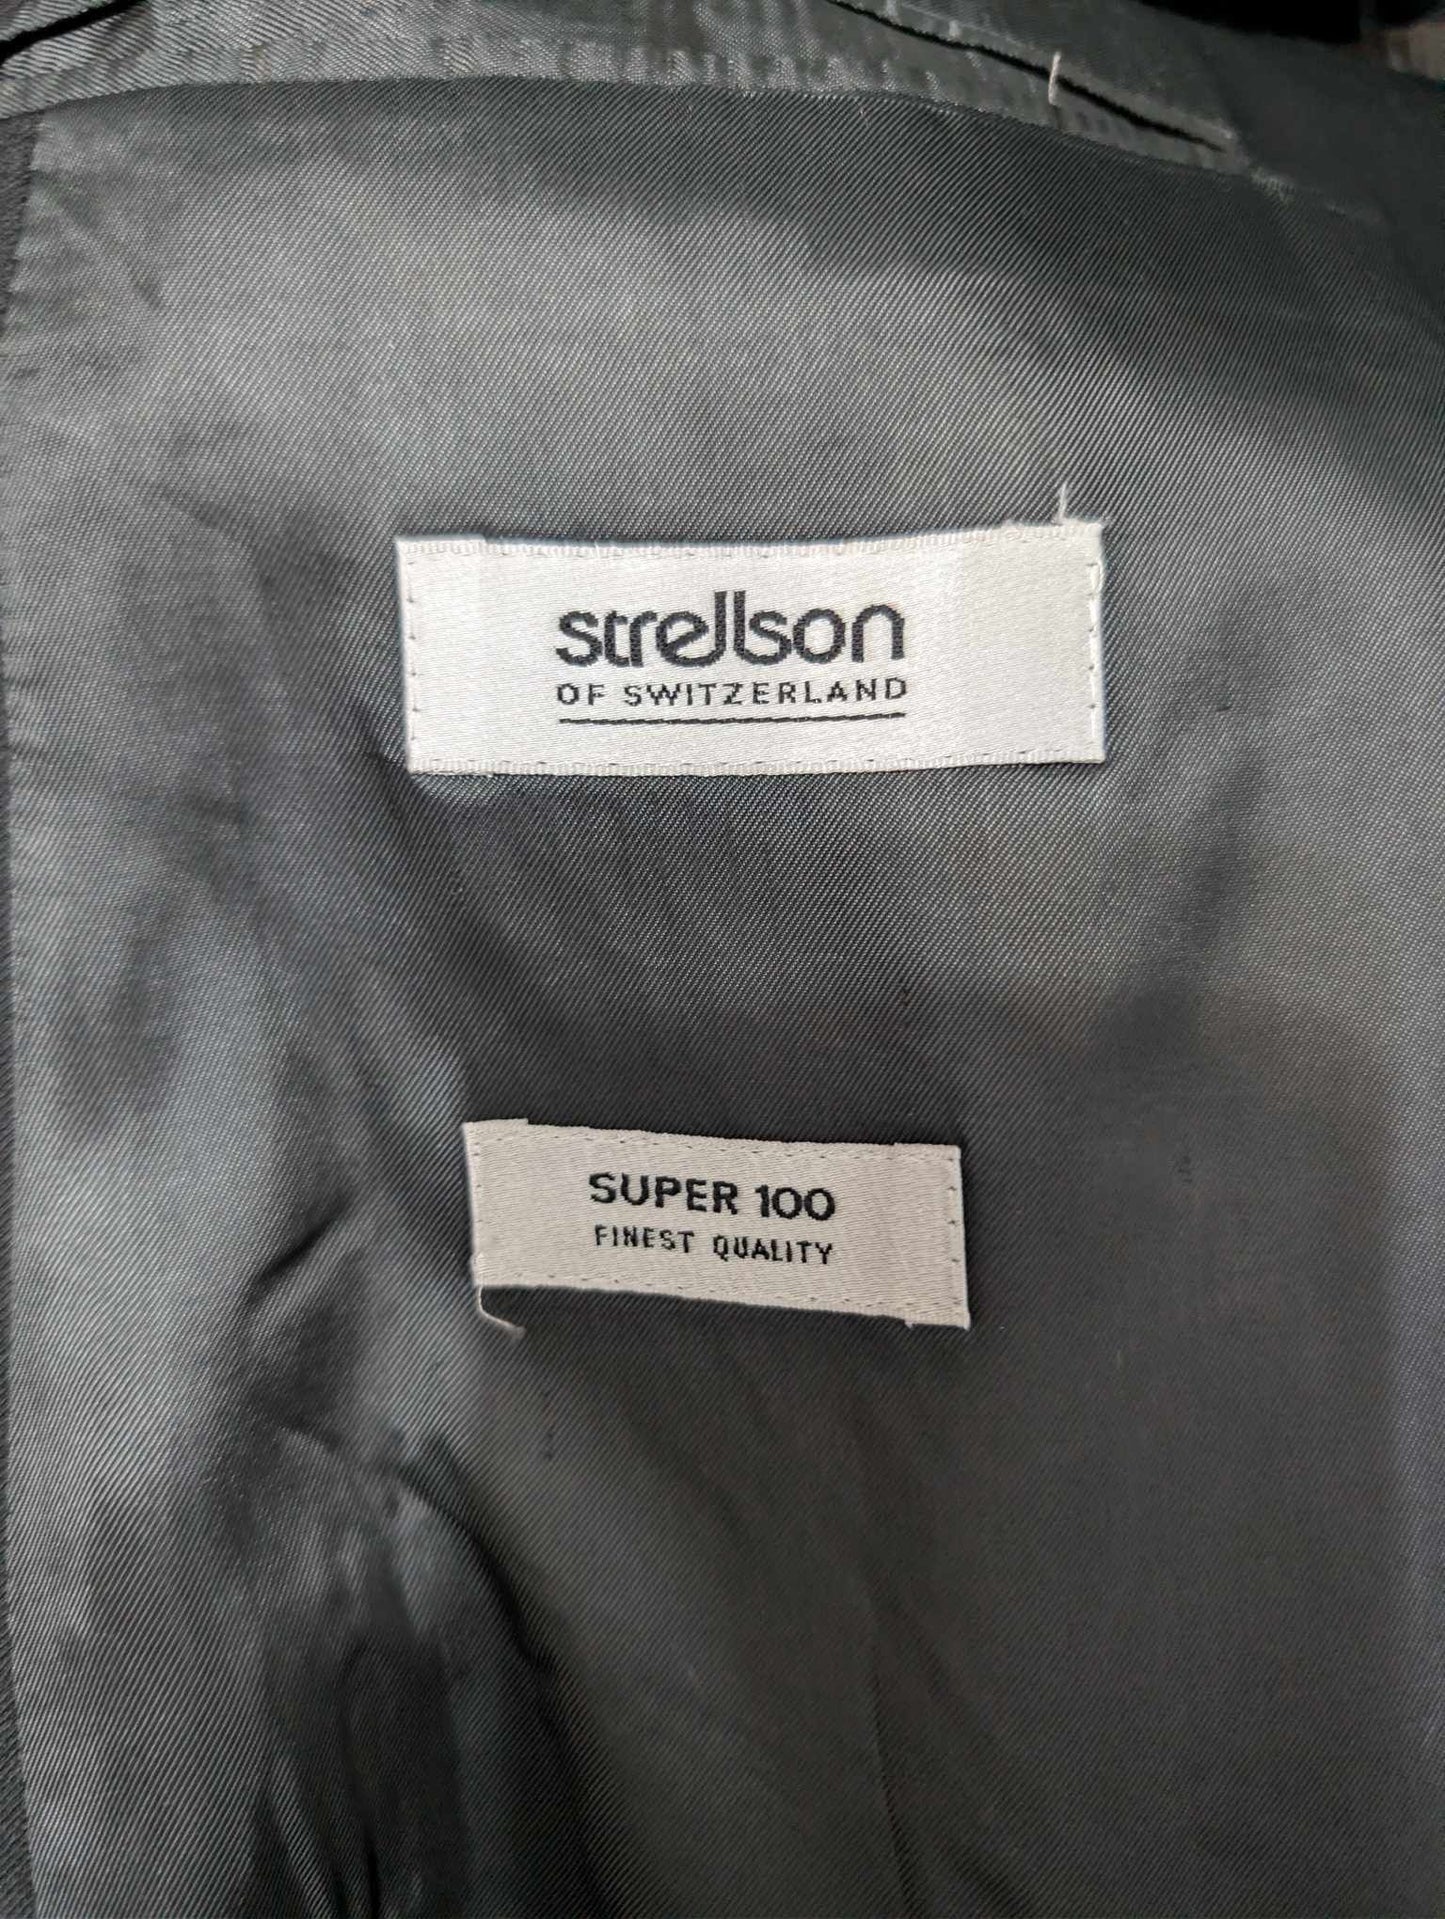 strellson
OF SWITZERLAND
SUPER 100
FINEST QUALITY